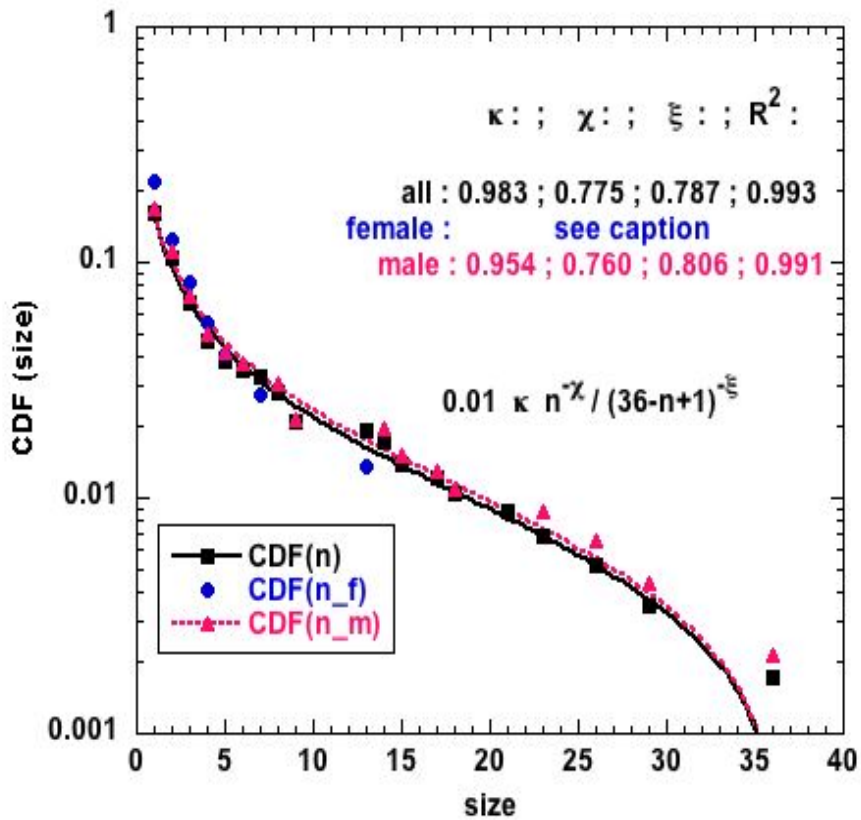 1
0.1
0.01
0.001
CDF (size)
κ : ; χ : ; ξ : ; R² :
all : 0.983 ; 0.775 ; 0.787 ; 0.993
female : see caption
male : 0.954 ; 0.760 ; 0.806 ; 0.991
0.01 κ n^-χ / (36-n+1)^-ξ
CDF(n)
CDF(n_f)
CDF(n_m)
0 5 10 15 20 25 30 35 40
size